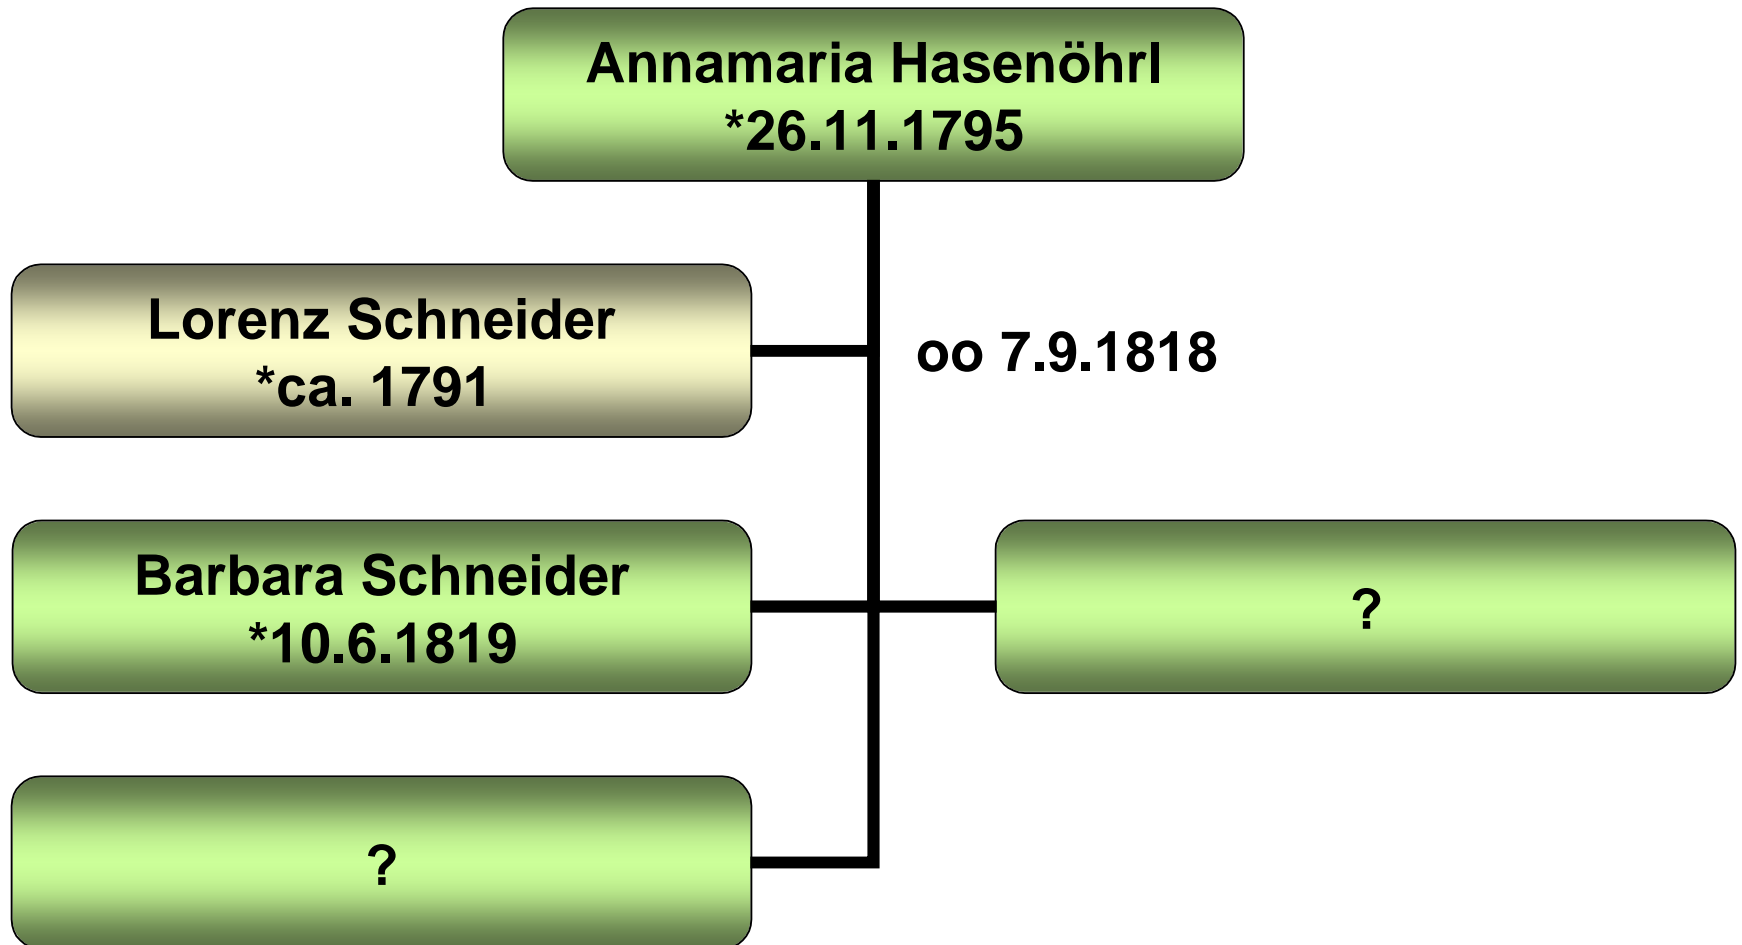 Annamaria Hasenöhrl
*26.11.1795
Lorenz Schneider
*ca. 1791
oo 7.9.1818
Barbara Schneider
*10.6.1819
?
?